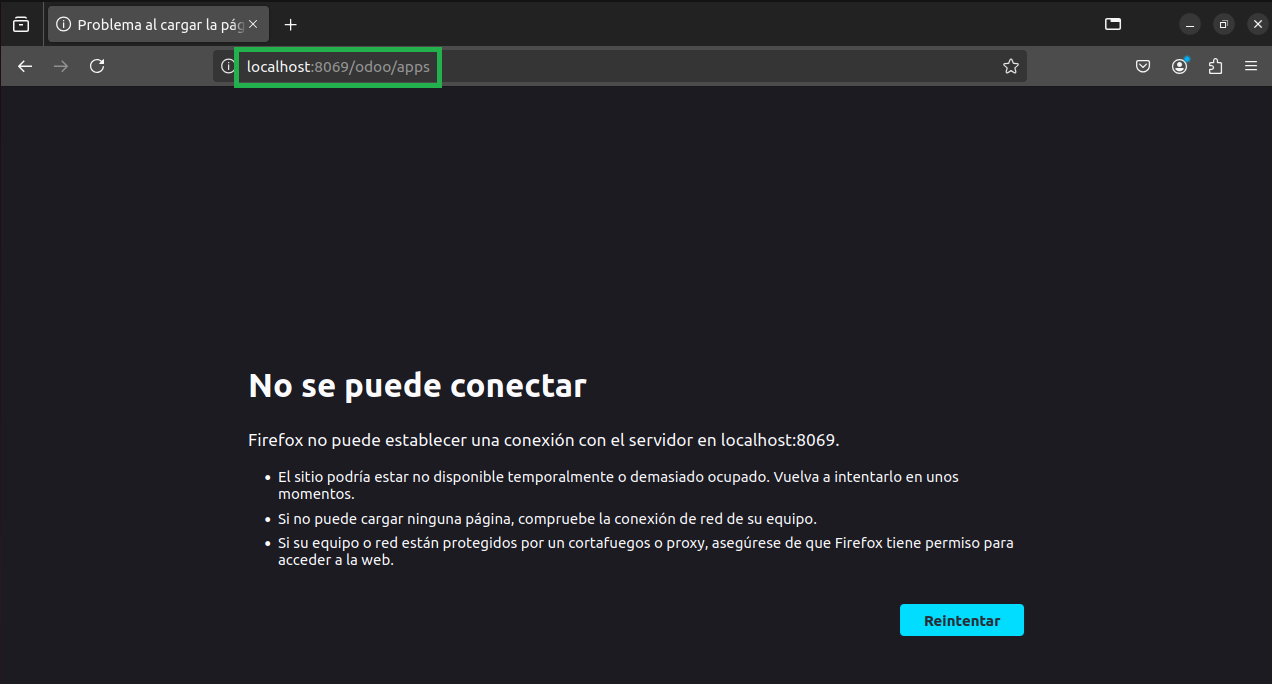 Problema al cargar la pág
localhost:8069/odoo/apps
No se puede conectar
Firefox no puede establecer una conexión con el servidor en localhost:8069.
El sitio podría estar no disponible temporalmente o demasiado ocupado. Vuelva a intentarlo en unos
momentos.
Si no puede cargar ninguna página, compruebe la conexión de red de su equipo.
Si su equipo o red están protegidos por un cortafuegos o proxy, asegúrese de que Firefox tiene permiso para
acceder a la web.
Reintentar